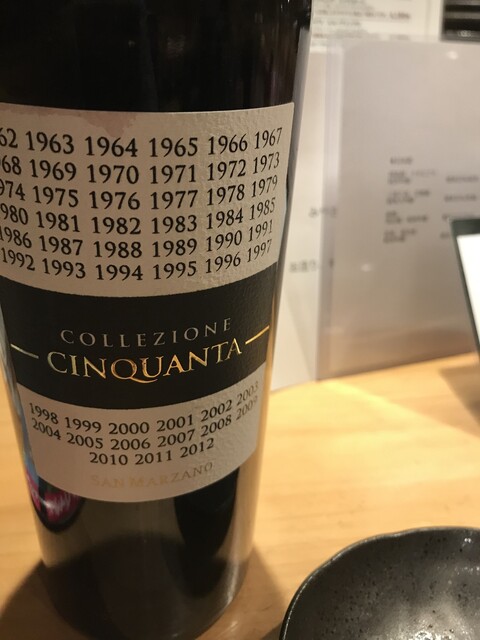 62 1963 1964 1965 1966 1967
68 1969 1970 1971 1972 1973
974 1975 1976 1977 1978 1979
980 1981 1982 1983 1984 1985
1986 1987 1988 1989 1990 1991
1992 1993 1994 1995 1996 1997
COLLEZIONE
CINQUANTA
1998 1999 2000 2001 2002 2003
2004 2005 2006 2007 2008 2009
2010 2011 2012
SAN MARZANO